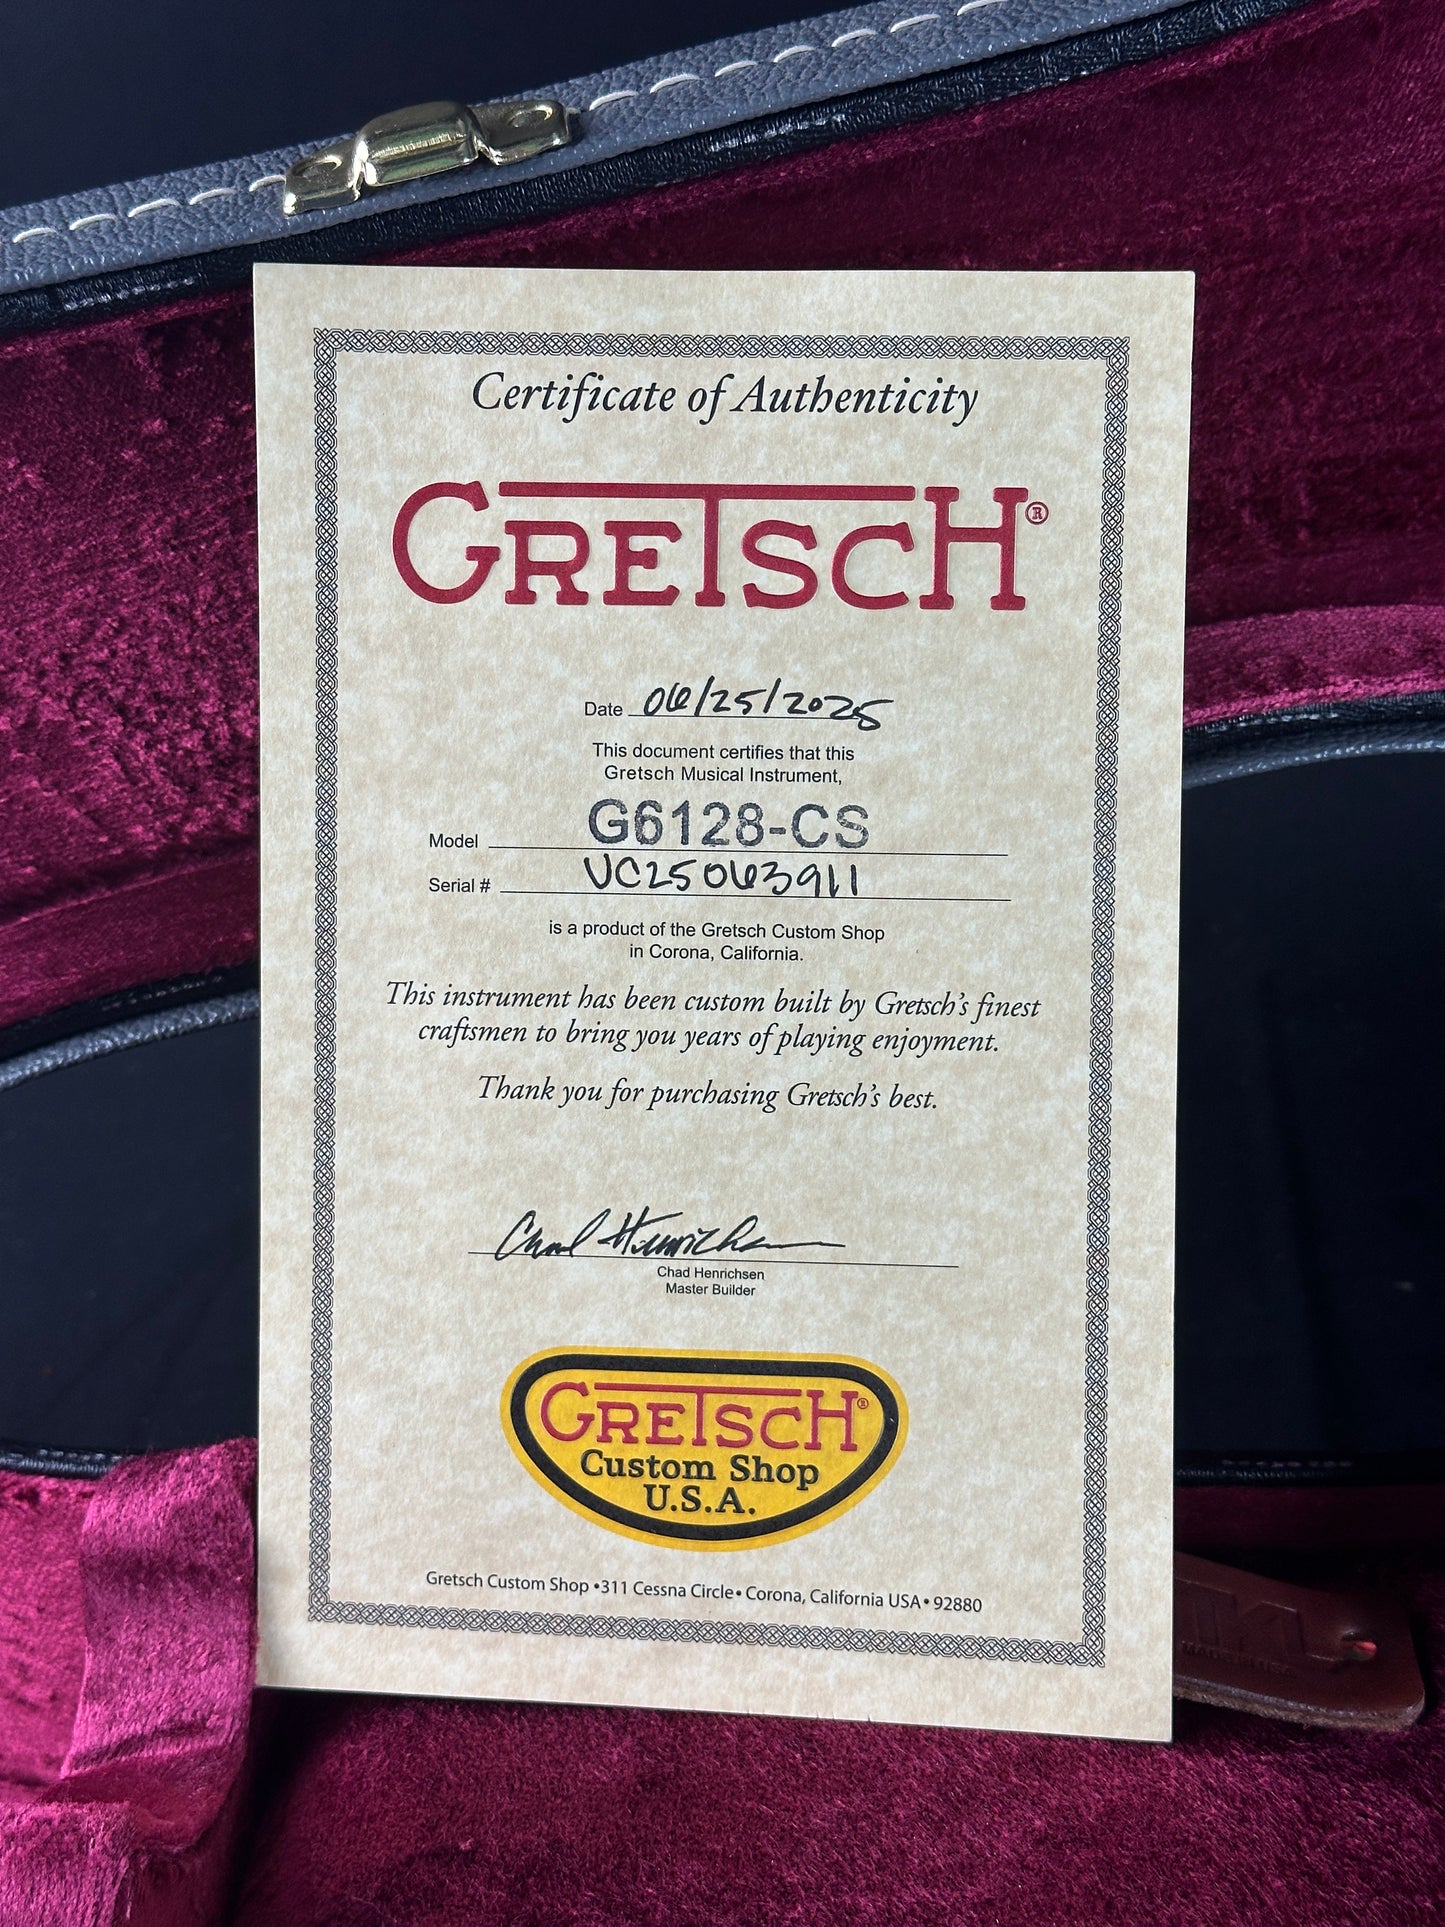 Certificate of Authenticity
GRETSCH®
Date 06/25/2025
This document certifies that this
Gretsch Musical Instrument,
Model G6128-CS
Serial # UC25063911
is a product of the Gretsch Custom Shop
in Corona, California.
This instrument has been custom built by Gretsch's finest
craftsmen to bring you years of playing enjoyment.
Thank you for purchasing Gretsch's best.
Chad Henrichsen
Chad Henrichsen
Master Builder
GRETSCH®
Custom Shop
U.S.A.
Gretsch Custom Shop •311 Cessna Circle• Corona, California USA• 92880